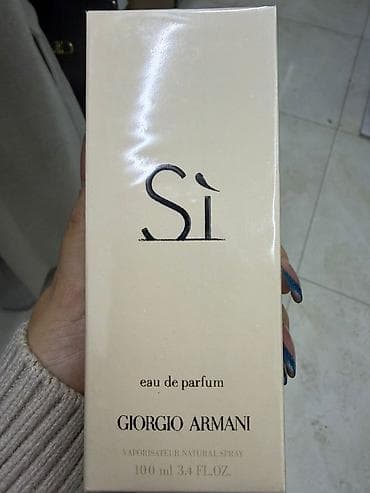 Sì
eau de parfum
GIORGIO ARMANI
VAPORISATEUR NATURAL SPRAY
100 ml 3.4 FL.OZ.